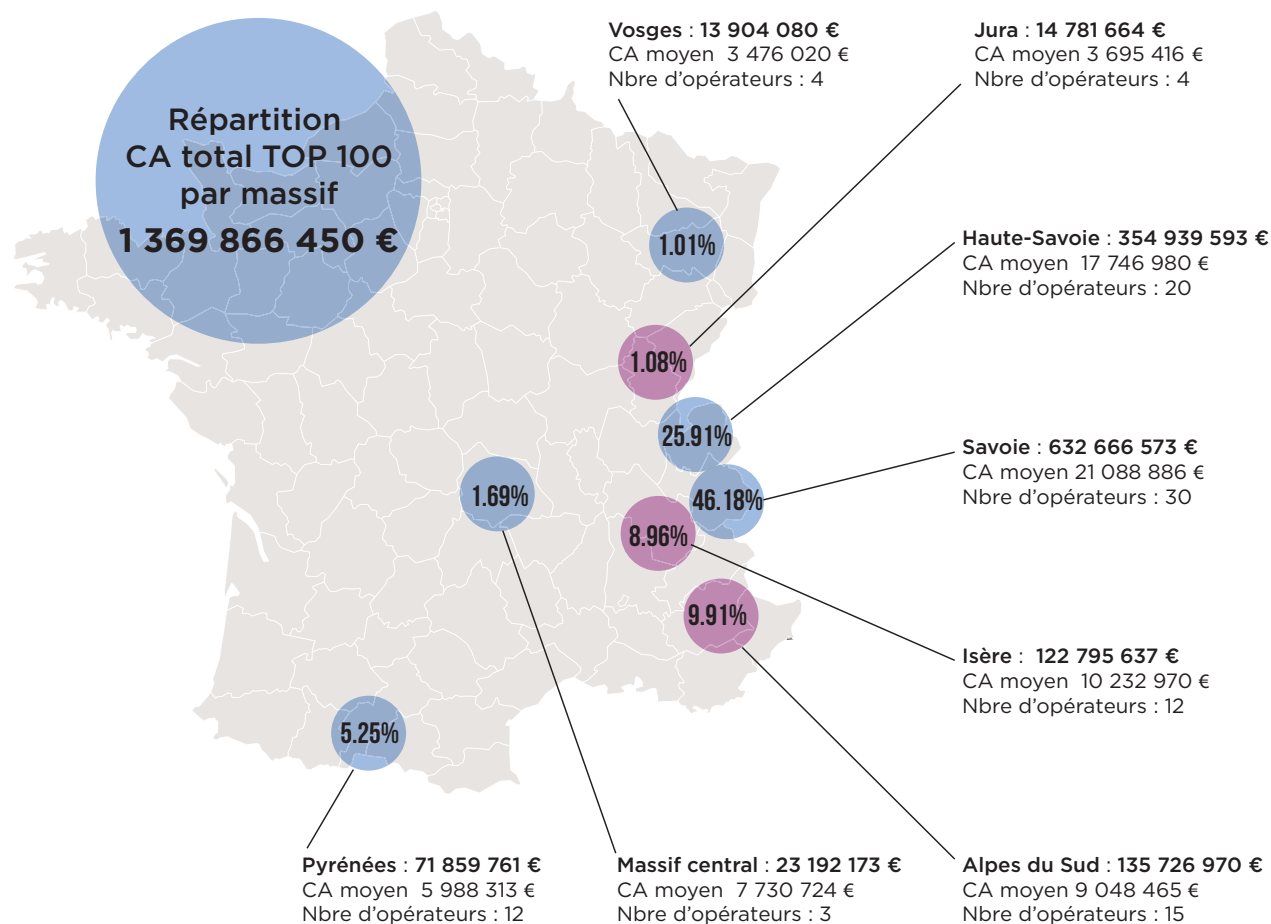 Répartition
CA total TOP 100
par massif
1 369 866 450 €
Vosges : 13 904 080 €
CA moyen 3 476 020 €
Nbre d'opérateurs : 4
Jura : 14 781 664 €
CA moyen 3 695 416 €
Nbre d'opérateurs : 4
1.01%
Haute-Savoie : 354 939 593 €
CA moyen 17 746 980 €
Nbre d'opérateurs : 20
1.08%
25.91%
Savoie : 632 666 573 €
CA moyen 21 088 886 €
Nbre d'opérateurs : 30
46.18%
1.69%
8.96%
9.91%
Isère : 122 795 637 €
CA moyen 10 232 970 €
Nbre d'opérateurs : 12
5.25%
Pyrénées : 71 859 761 €
CA moyen 5 988 313 €
Nbre d'opérateurs : 12
Massif central : 23 192 173 €
CA moyen 7 730 724 €
Nbre d'opérateurs : 3
Alpes du Sud : 135 726 970 €
CA moyen 9 048 465 €
Nbre d'opérateurs : 15